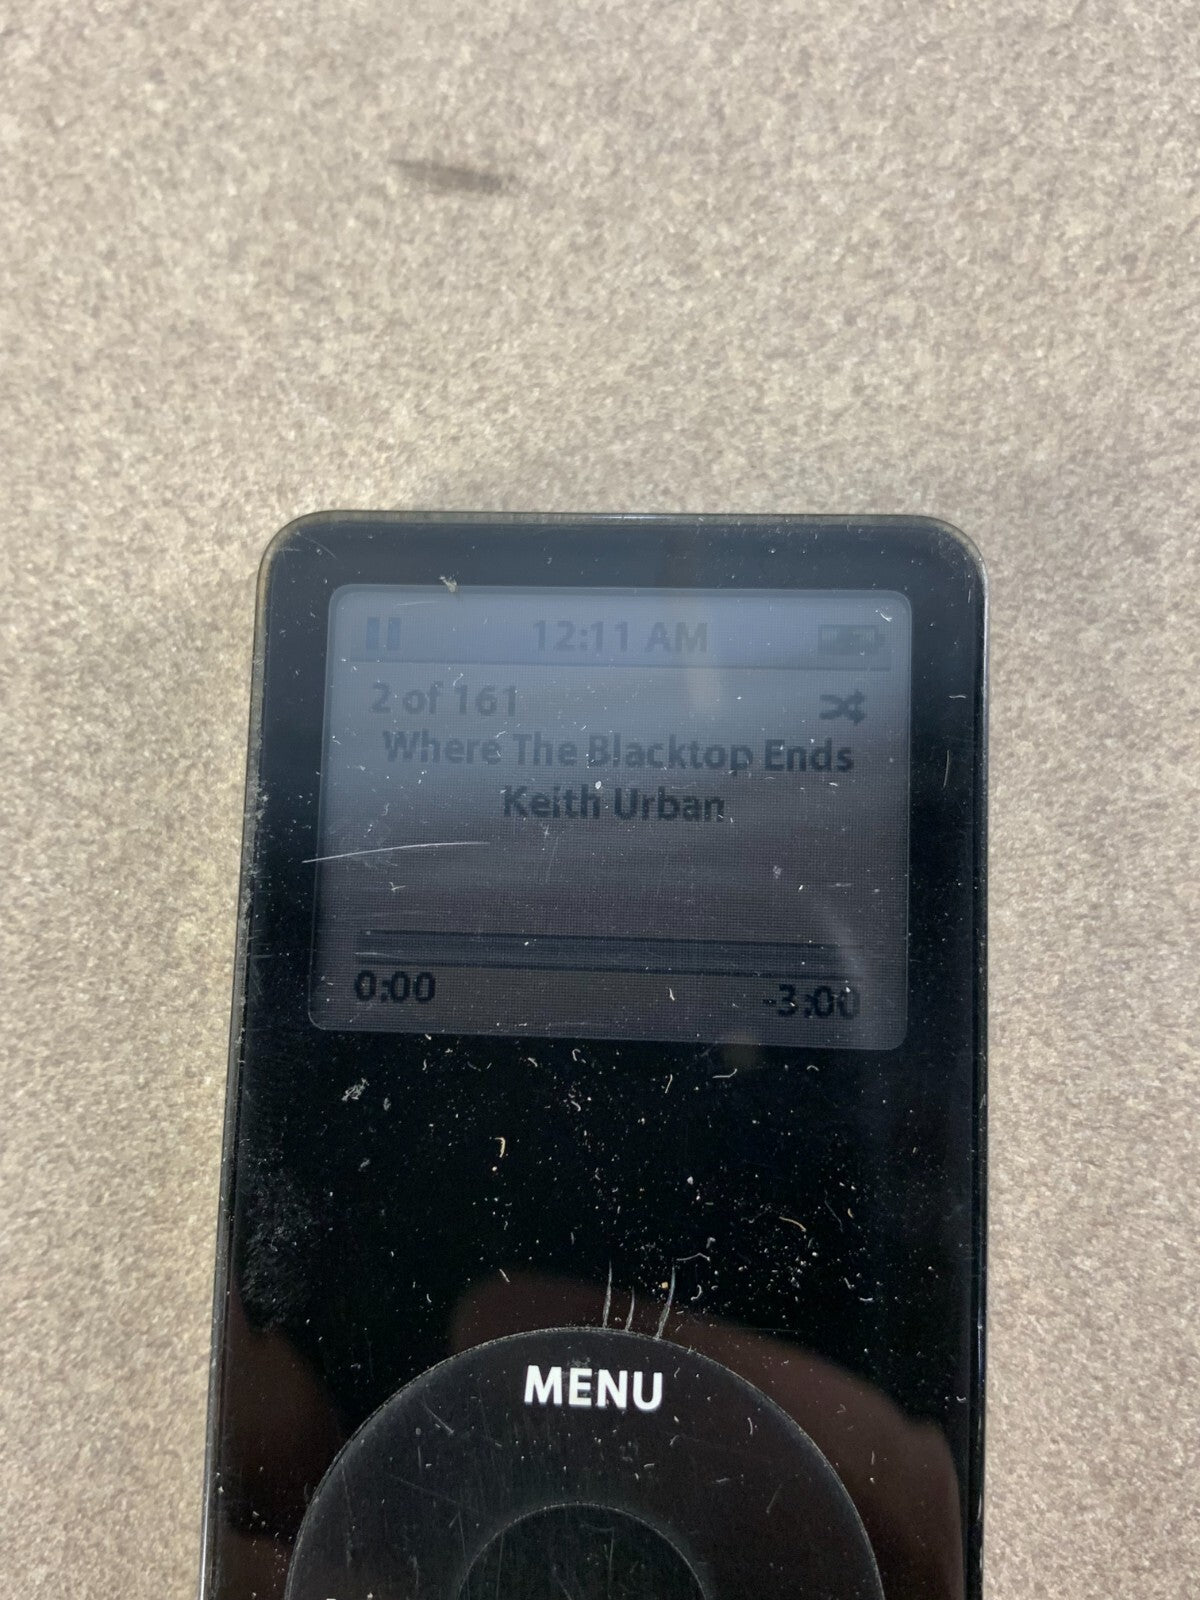 12:11 AM
2 of 161
Where The Blacktop Ends
Keith Urban
0:00 -3:00
MENU